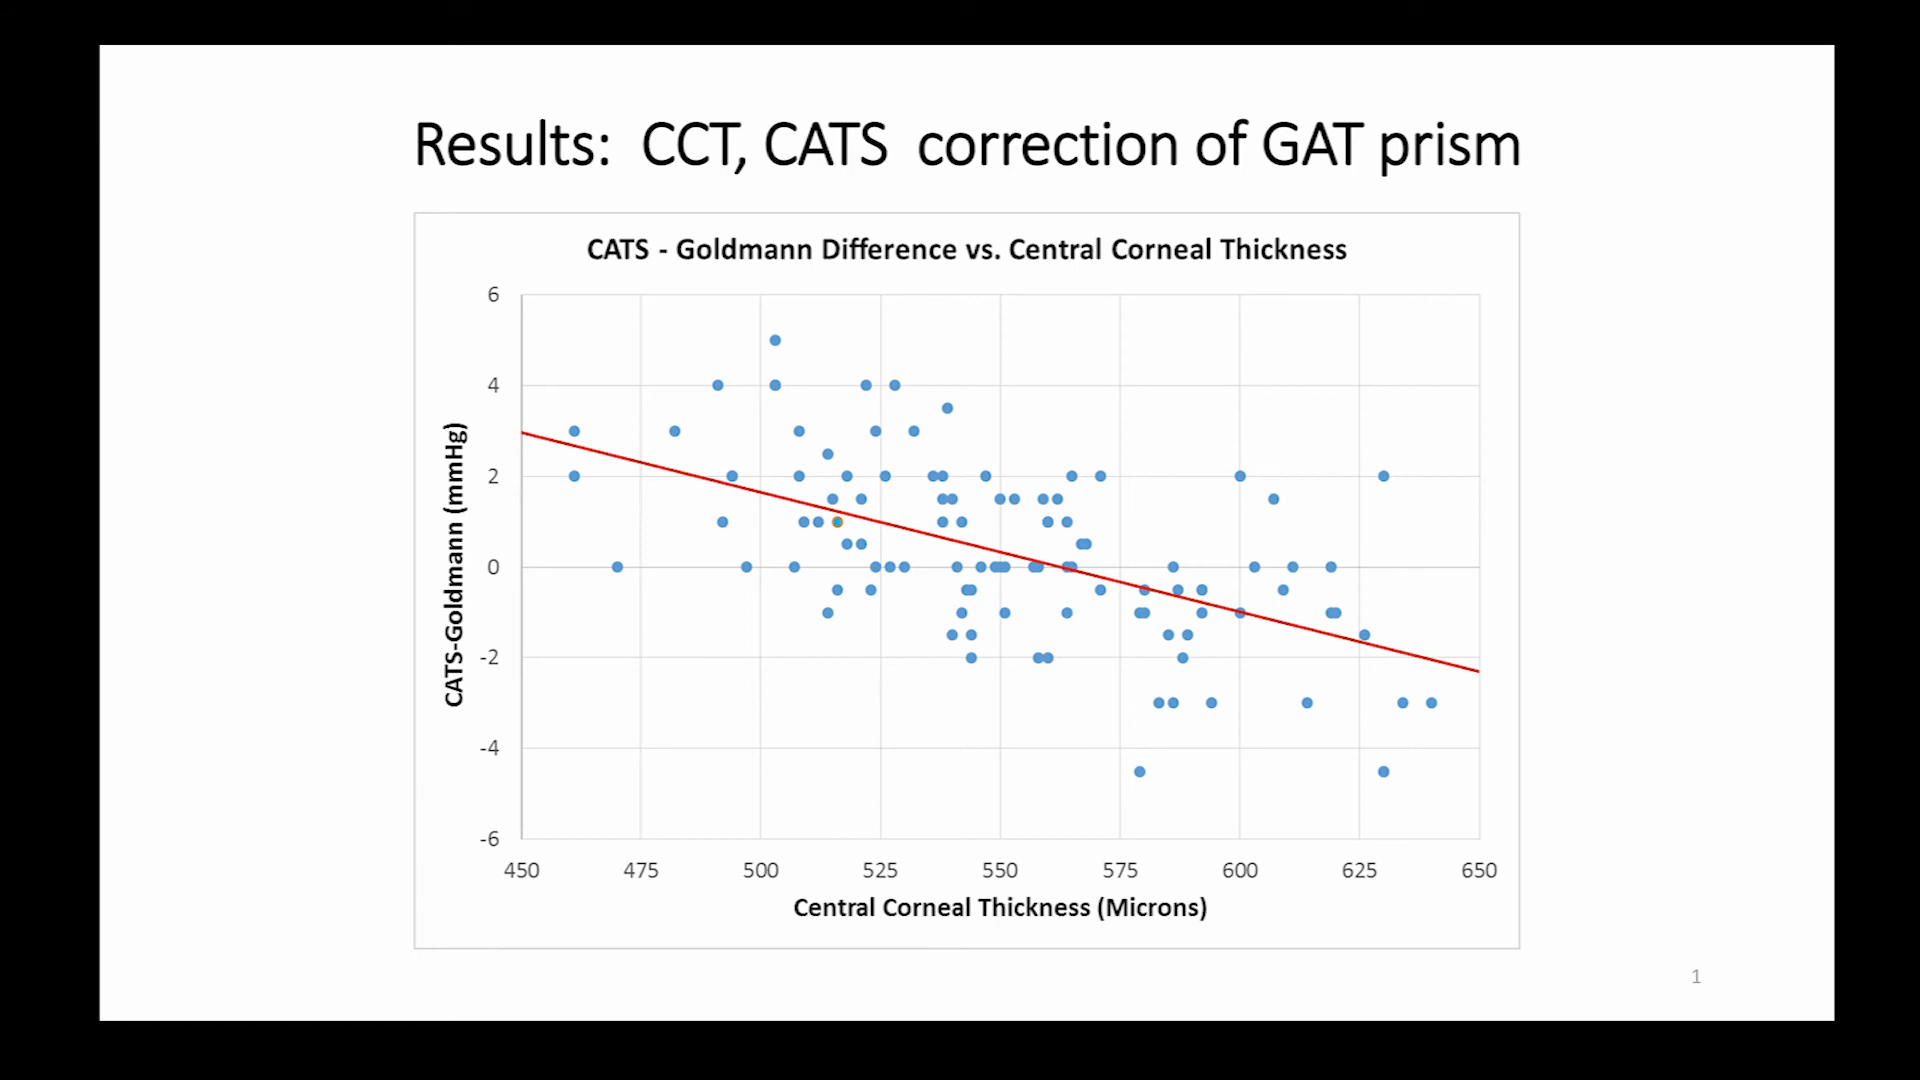 Results: CCT, CATS correction of GAT prism
CATS - Goldmann Difference vs. Central Corneal Thickness
CATS-Goldmann (mmHg)
6
4
2
0
-2
-4
-6
450 475 500 525 550 575 600 625 650
Central Corneal Thickness (Microns)
1